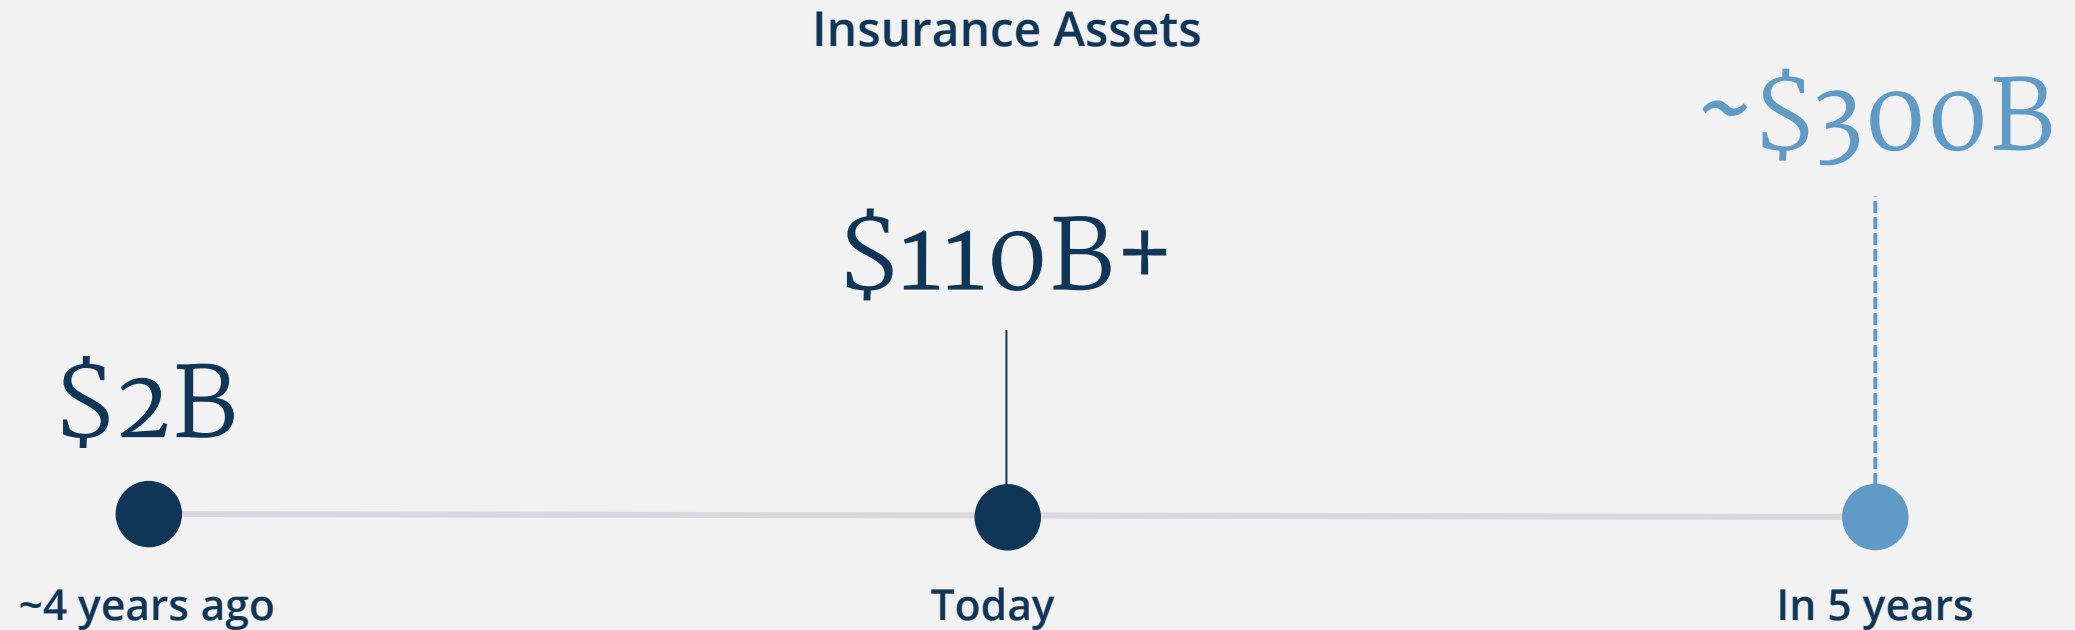 Insurance Assets
~$300B
$110B+
$2B
~4 years ago
Today
In 5 years